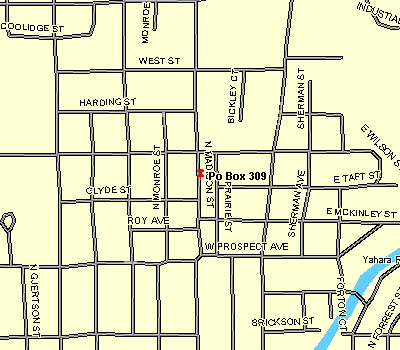 INDUSTRIAL
COOLIDGE ST
MONROE
WEST ST
BICKLEY CT
SHERMAN ST
HARDING ST
E WILSON ST
N MONROE ST
N MADISON ST
Po Box 309
E TAFT ST
CLYDE ST
PRAIRIE ST
SHERMAN AVE
E MCKINLEY ST
ROY AVE
W PROSPECT AVE
Yahara R
N GJERTSON ST
FORTON CT
N FORREST ST
BRICKSON ST